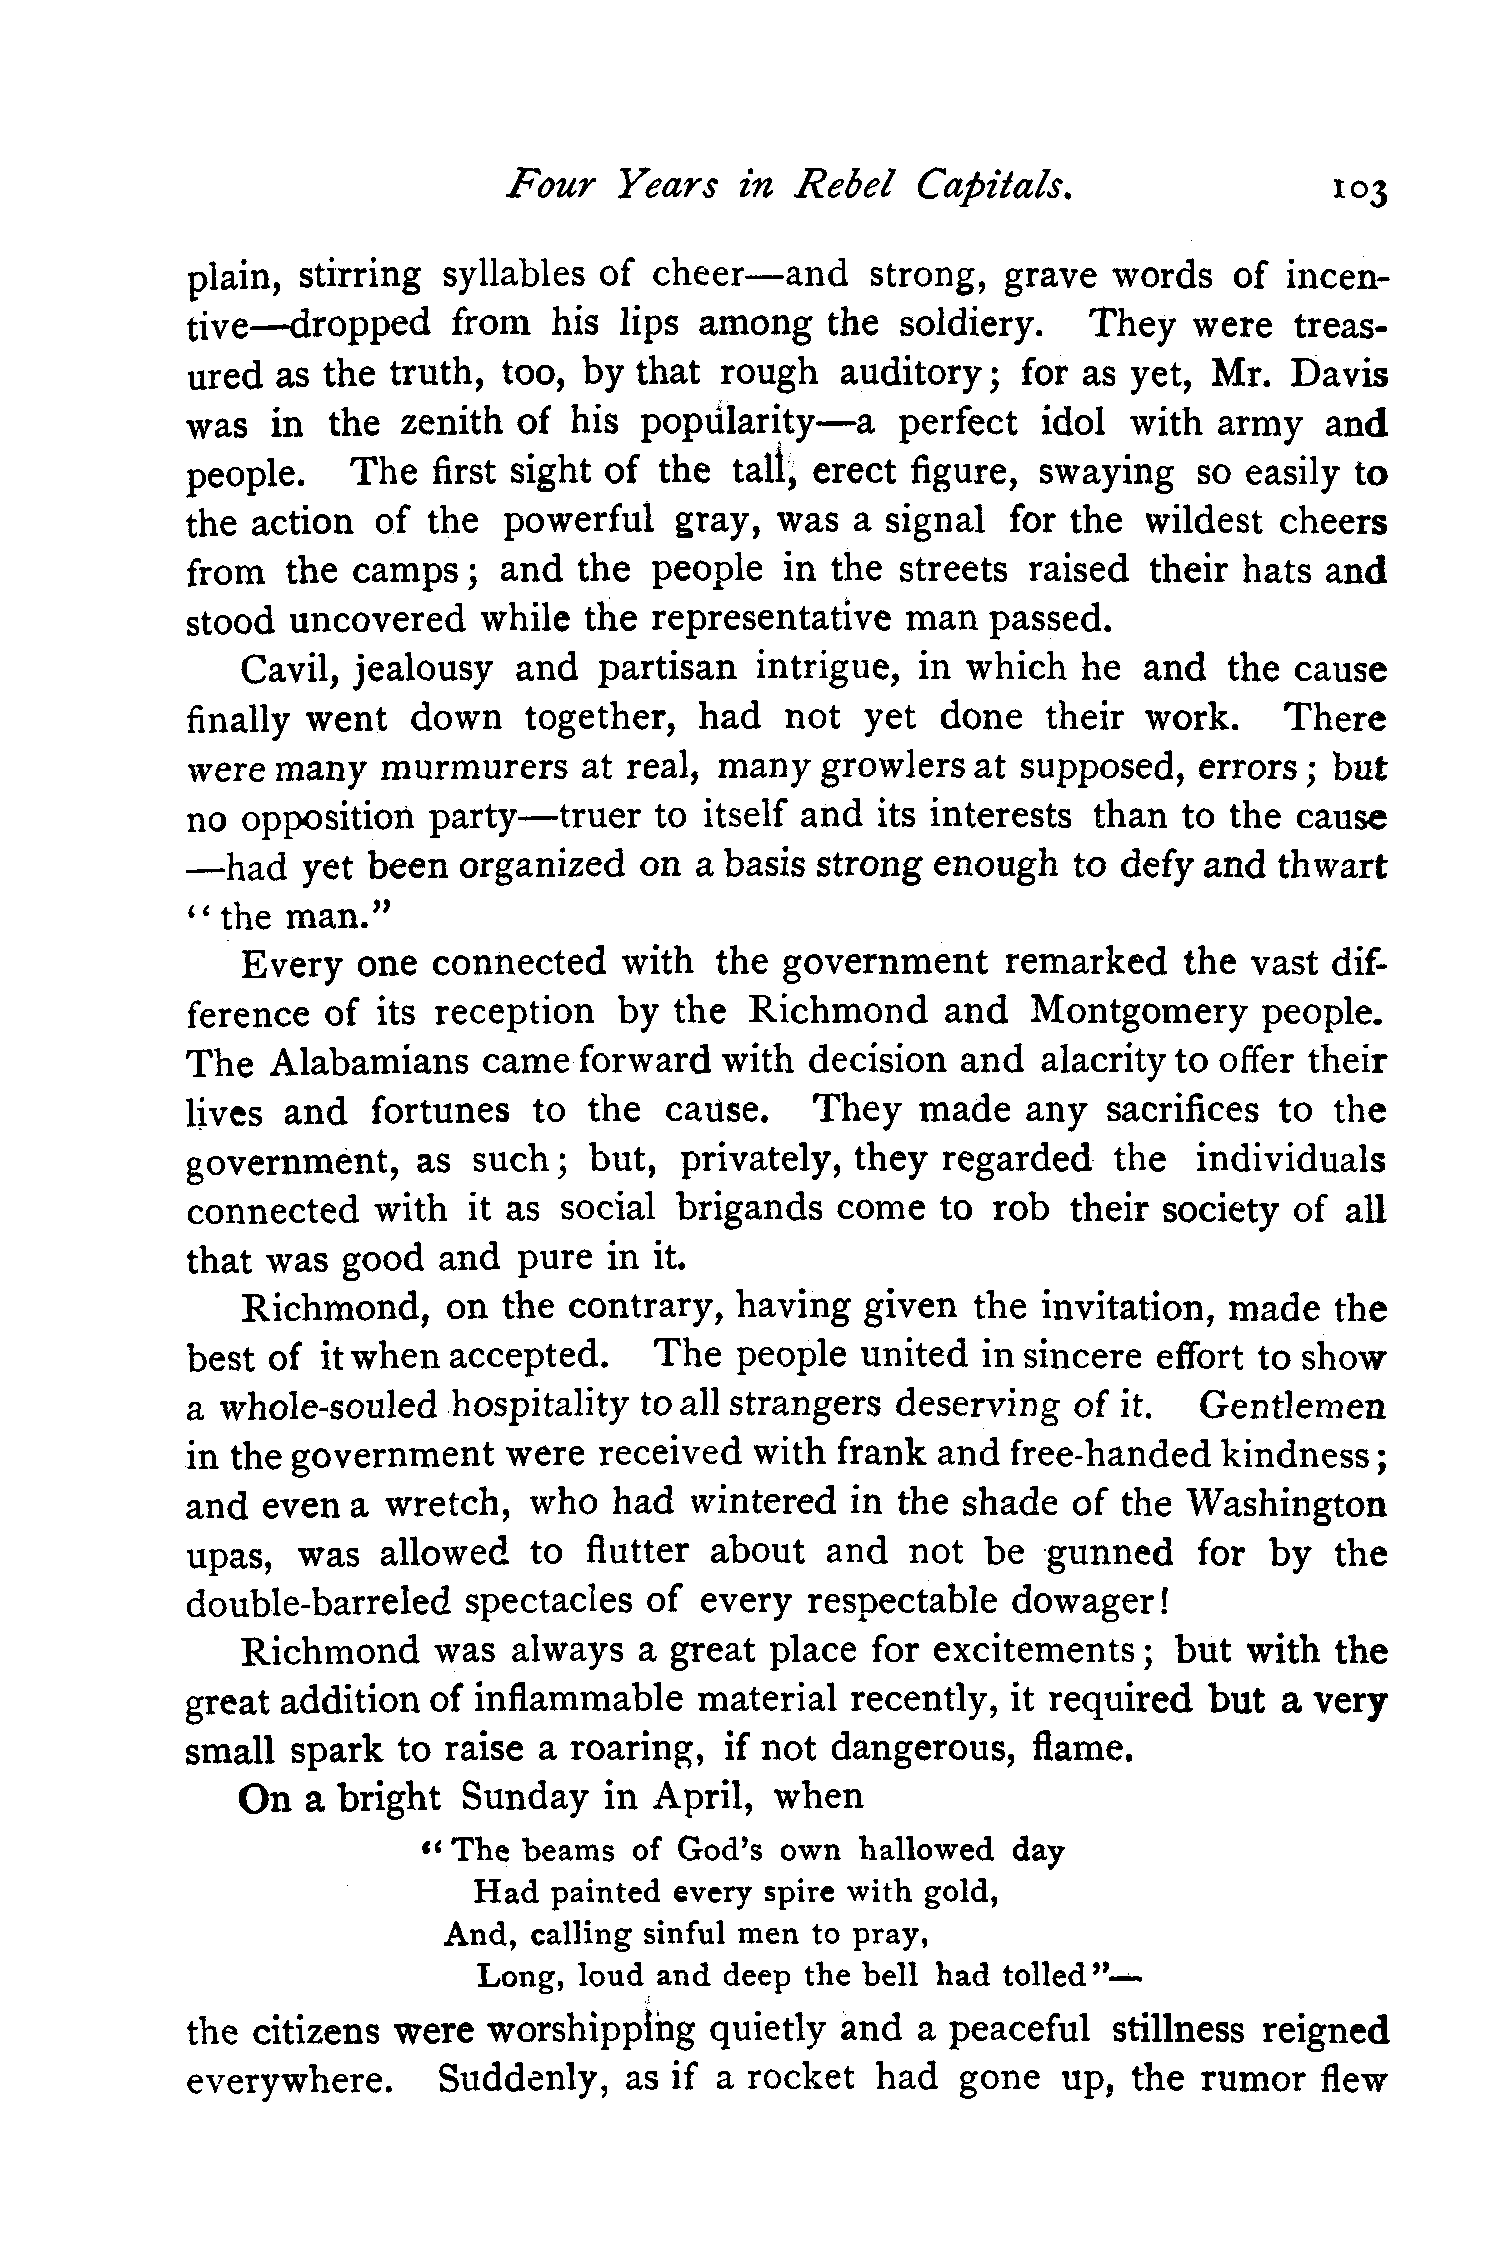 Four Years in Rebel Capitals. 103
plain, stirring syllables of cheer—and strong, grave words of incen-
tive—dropped from his lips among the soldiery. They were treas-
ured as the truth, too, by that rough auditory; for as yet, Mr. Davis
was in the zenith of his popularity—a perfect idol with army and
people. The first sight of the tall, erect figure, swaying so easily to
the action of the powerful gray, was a signal for the wildest cheers
from the camps; and the people in the streets raised their hats and
stood uncovered while the representative man passed.
Cavil, jealousy and partisan intrigue, in which he and the cause
finally went down together, had not yet done their work. There
were many murmurers at real, many growlers at supposed, errors; but
no opposition party—truer to itself and its interests than to the cause
—had yet been organized on a basis strong enough to defy and thwart
"the man."
Every one connected with the government remarked the vast dif-
ference of its reception by the Richmond and Montgomery people.
The Alabamians came forward with decision and alacrity to offer their
lives and fortunes to the cause. They made any sacrifices to the
government, as such; but, privately, they regarded the individuals
connected with it as social brigands come to rob their society of all
that was good and pure in it.
Richmond, on the contrary, having given the invitation, made the
best of it when accepted. The people united in sincere effort to show
a whole-souled hospitality to all strangers deserving of it. Gentlemen
in the government were received with frank and free-handed kindness;
and even a wretch, who had wintered in the shade of the Washington
upas, was allowed to flutter about and not be gunned for by the
double-barreled spectacles of every respectable dowager!
Richmond was always a great place for excitements; but with the
great addition of inflammable material recently, it required but a very
small spark to raise a roaring, if not dangerous, flame.
On a bright Sunday in April, when
"The beams of God's own hallowed day
Had painted every spire with gold,
And, calling sinful men to pray,
Long, loud and deep the bell had tolled"—
the citizens were worshipping quietly and a peaceful stillness reigned
everywhere. Suddenly, as if a rocket had gone up, the rumor flew